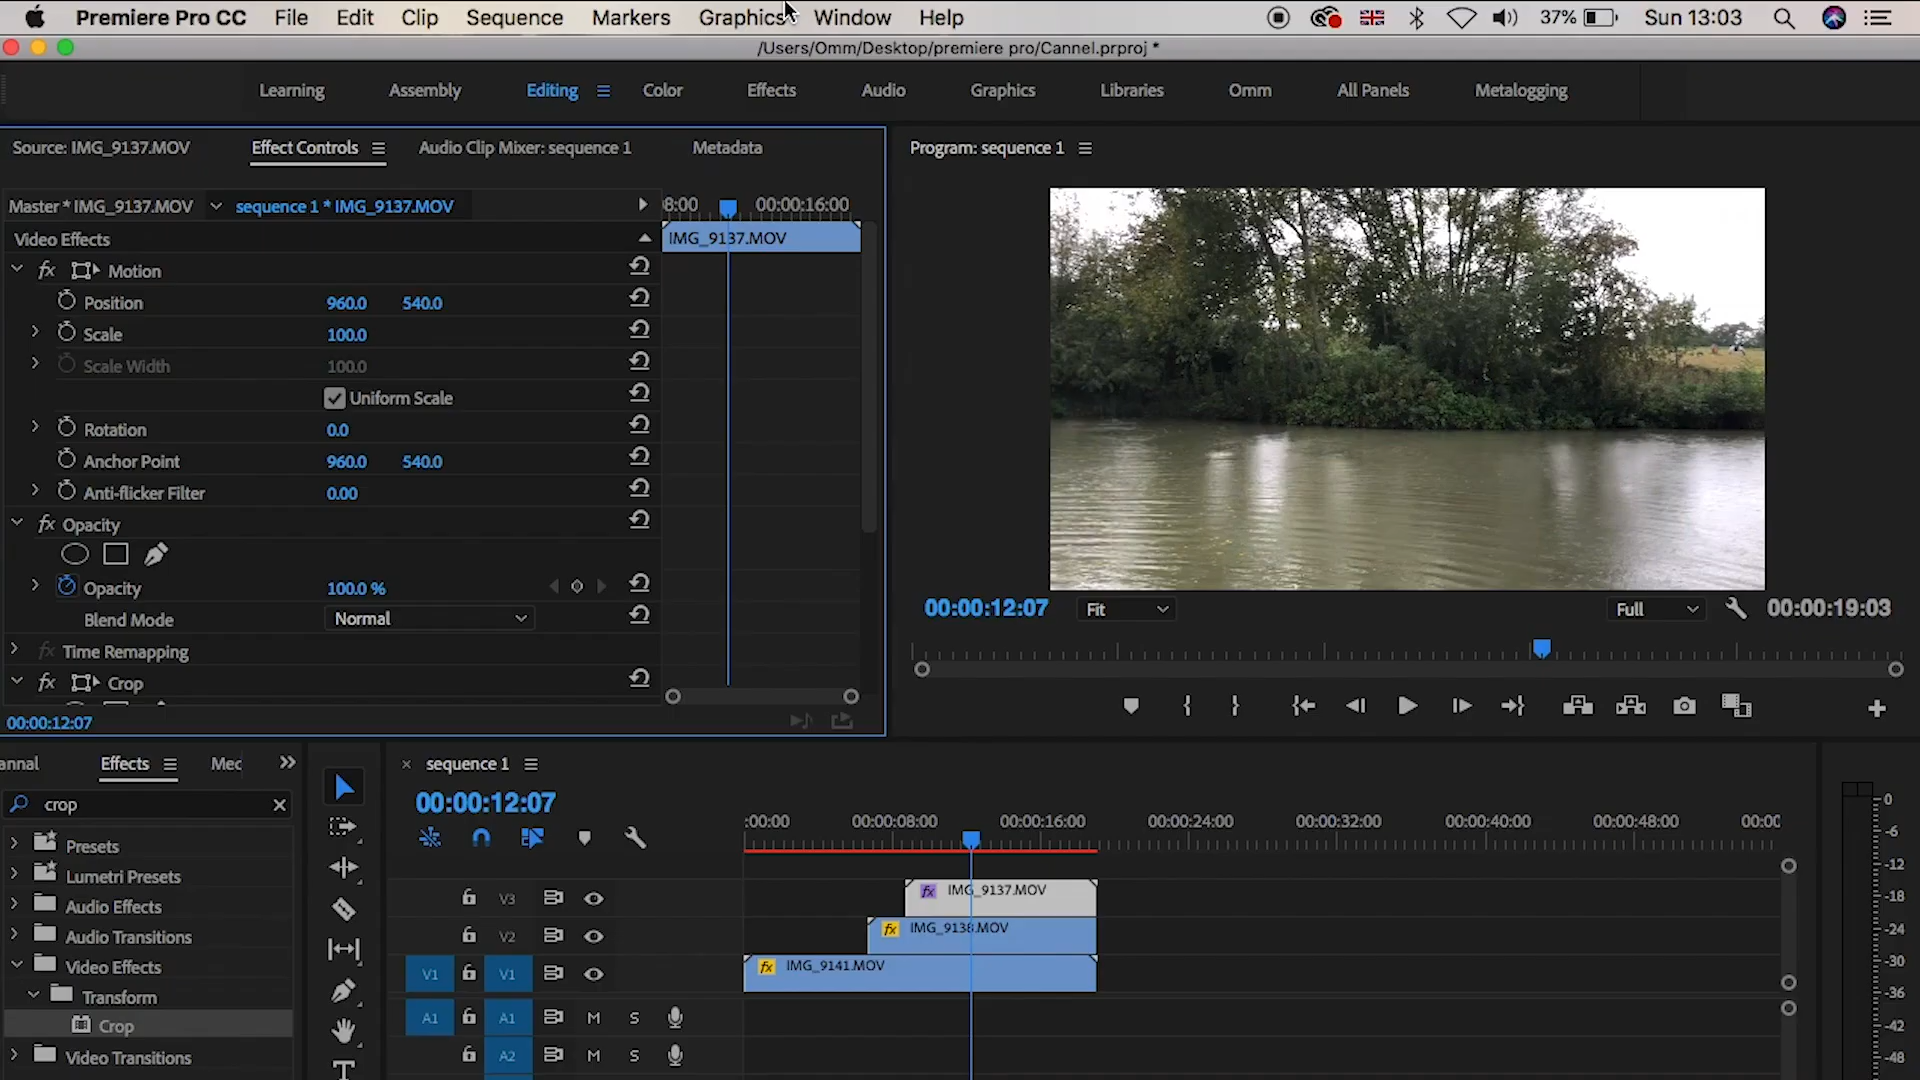 Premiere Pro CC File Edit Clip Sequence Markers Graphics Window Help 37% Sun 13:03
/Users/Omm/Desktop/premiere pro/Cannel.prproj *
Learning Assembly Editing Color Effects Audio Graphics Libraries Omm All Panels Metalogging
Source: IMG_9137.MOV Effect Controls Audio Clip Mixer: sequence 1 Metadata
Program: sequence 1
Master * IMG_9137.MOV sequence 1 * IMG_9137.MOV
8:00 00:00:16:00
Video Effects
IMG_9137.MOV
fx Motion
Position 960.0 540.0
Scale 100.0
Scale Width 100.0
Uniform Scale
Rotation 0.0
Anchor Point 960.0 540.0
Anti-flicker Filter 0.00
fx Opacity
Opacity 100.0 %
Blend Mode Normal
fx Time Remapping
fx Crop
00:00:12:07
00:00:12:07 Fit Full 00:00:19:03
annal Effects Mec
crop
Presets
Lumetri Presets
Audio Effects
Audio Transitions
Video Effects
Transform
Crop
Video Transitions
× sequence 1
00:00:12:07
:00:00 00:00:08:00 00:00:16:00 00:00:24:00 00:00:32:00 00:00:40:00 00:00:48:00 00:00
V3 fx IMG_9137.MOV
V2 fx IMG_9138.MOV
V1 V1 fx IMG_9141.MOV
A1 A1 M S
A2 M S
0
-6
-12
-18
-24
-30
-36
-42
-48